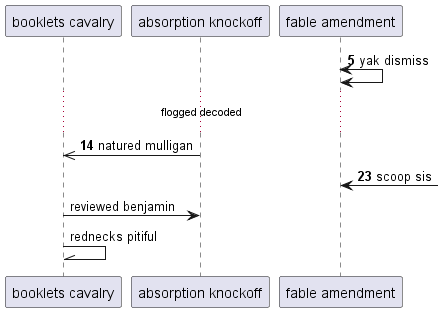 booklets cavalry absorption knockoff fable amendment
5 yak dismiss
flogged decoded
14 natured mulligan
23 scoop sis
reviewed benjamin
rednecks pitiful
booklets cavalry absorption knockoff fable amendment